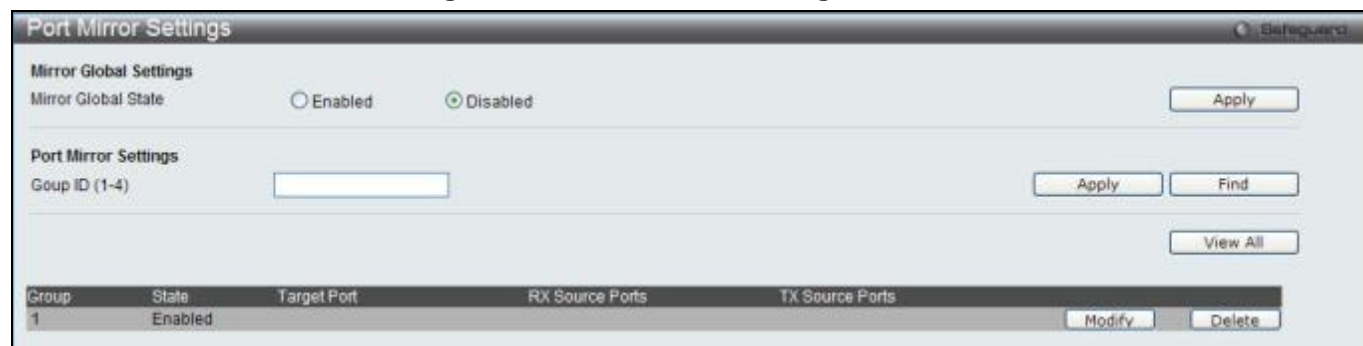 Port Mirror Settings
Safeguard
Mirror Global Settings
Mirror Global State Enabled Disabled Apply
Port Mirror Settings
Goup ID (1-4) Apply Find
View All
Group State Target Port RX Source Ports TX Source Ports
1 Enabled Modify Delete